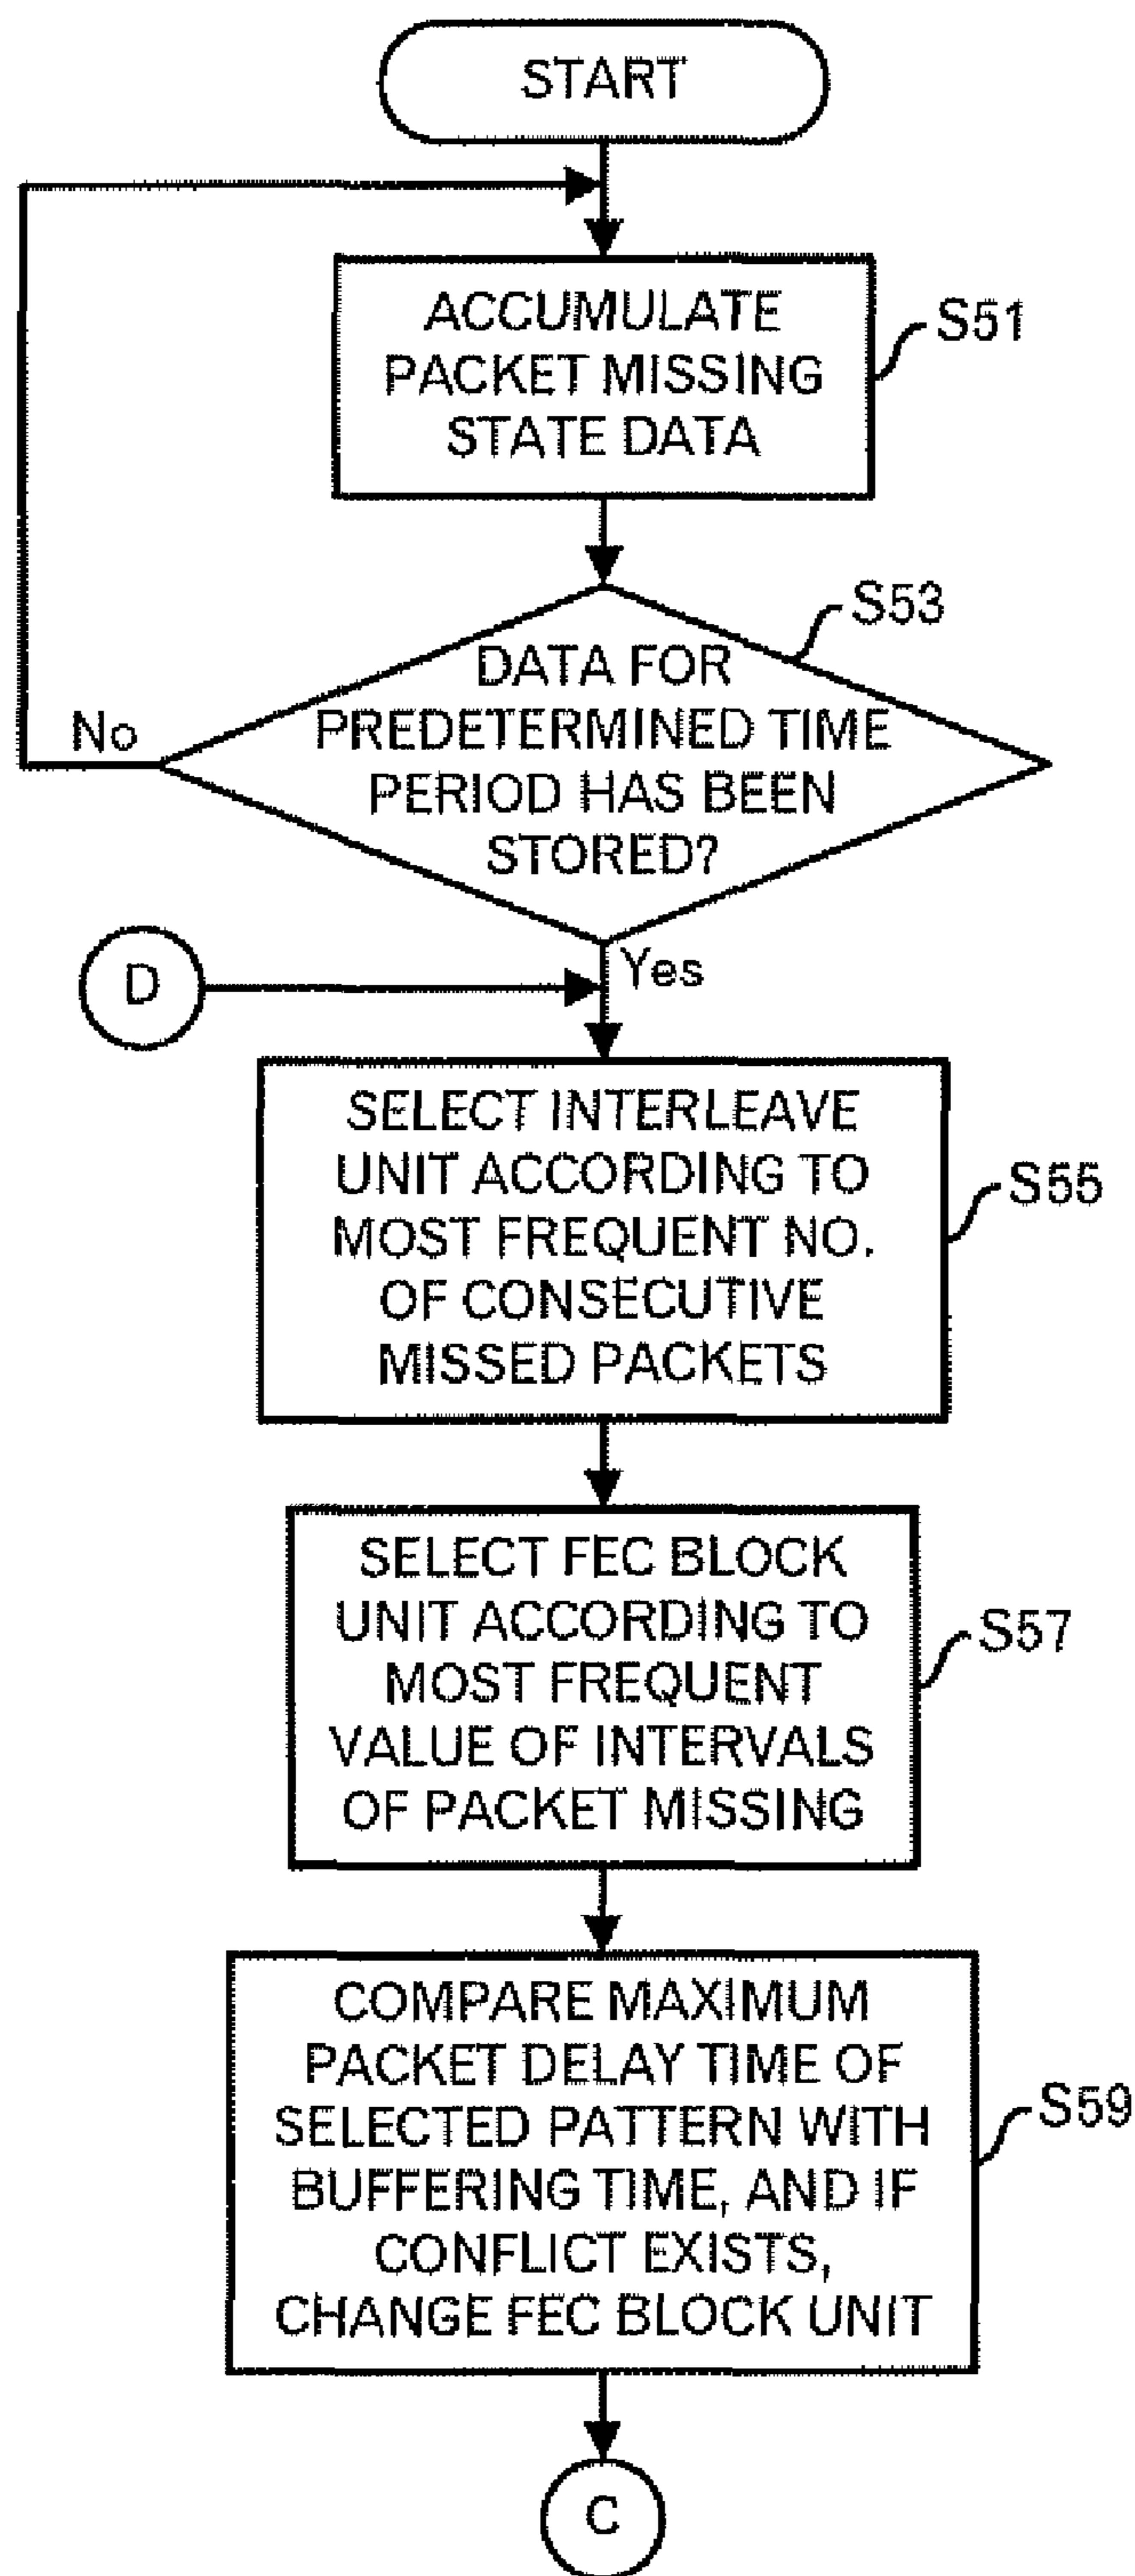 START
ACCUMULATE
PACKET MISSING
STATE DATA
S51
S53
DATA FOR
PREDETERMINED TIME
PERIOD HAS BEEN
STORED?
No
Yes
D
SELECT INTERLEAVE
UNIT ACCORDING TO
MOST FREQUENT NO.
OF CONSECUTIVE
MISSED PACKETS
S55
SELECT FEC BLOCK
UNIT ACCORDING TO
MOST FREQUENT
VALUE OF INTERVALS
OF PACKET MISSING
S57
COMPARE MAXIMUM
PACKET DELAY TIME OF
SELECTED PATTERN WITH
BUFFERING TIME, AND IF
CONFLICT EXISTS,
CHANGE FEC BLOCK UNIT
S59
C